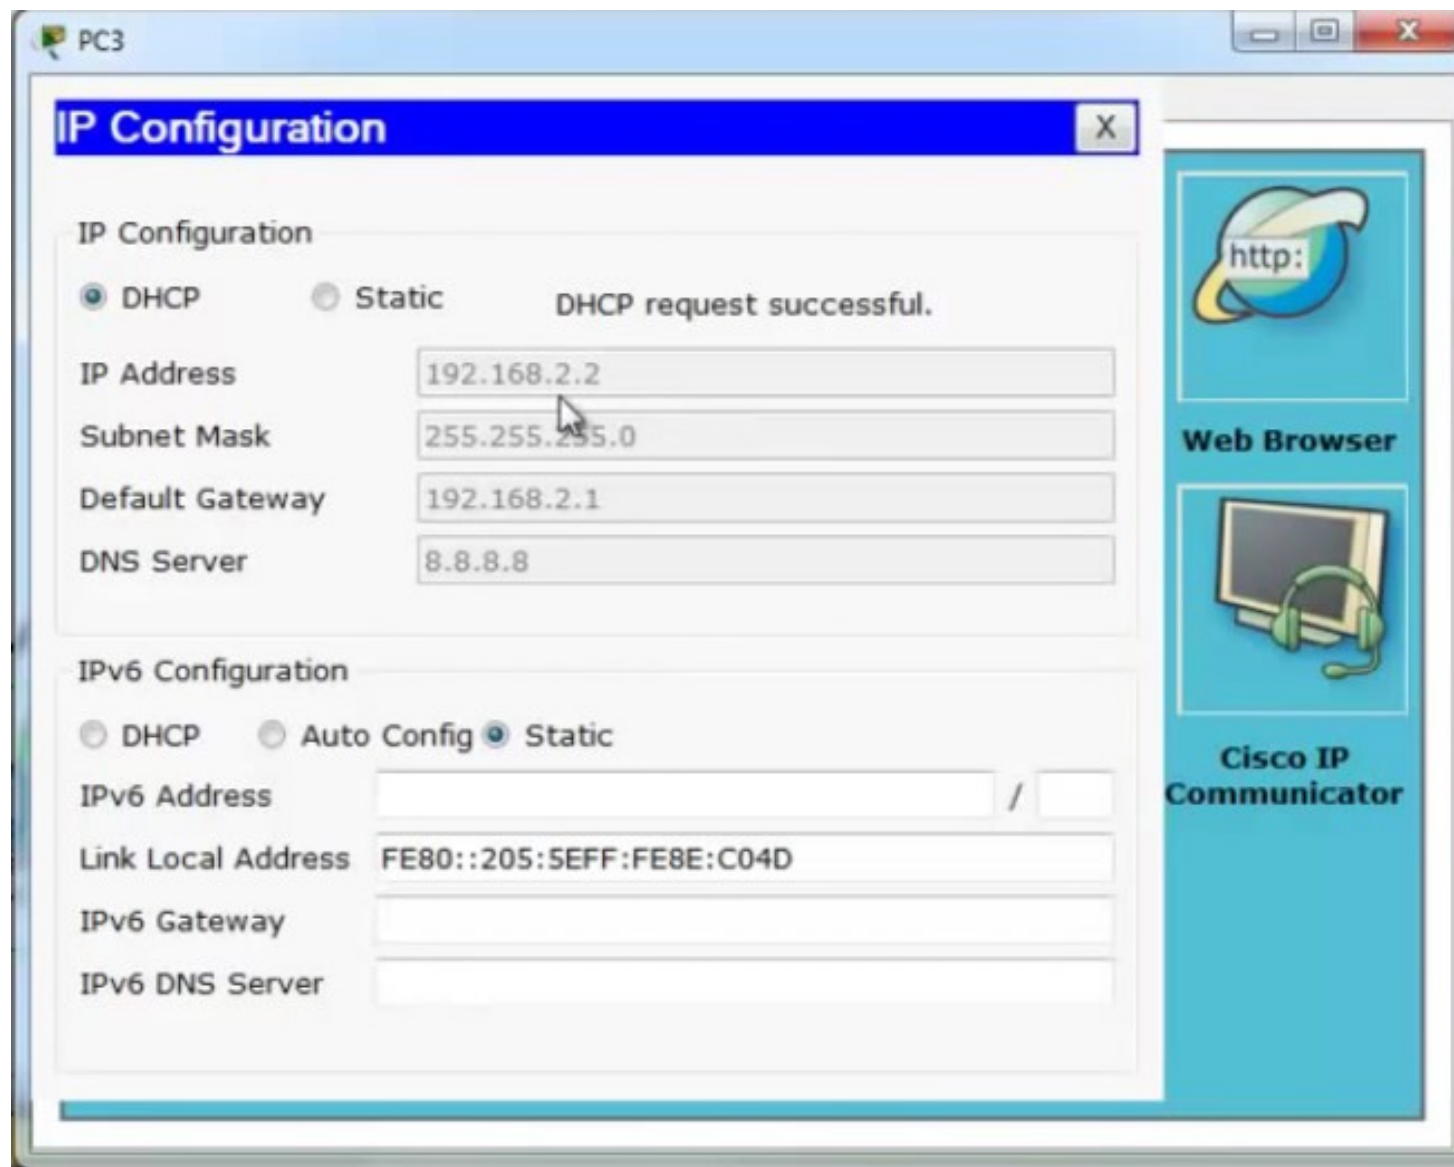 PC3
IP Configuration X
IP Configuration
DHCP Static DHCP request successful.
IP Address 192.168.2.2
Subnet Mask 255.255.255.0
Default Gateway 192.168.2.1
DNS Server 8.8.8.8
IPv6 Configuration
DHCP Auto Config Static
IPv6 Address /
Link Local Address FE80::205:5EFF:FE8E:C04D
IPv6 Gateway
IPv6 DNS Server
http:
Web Browser
Cisco IP
Communicator